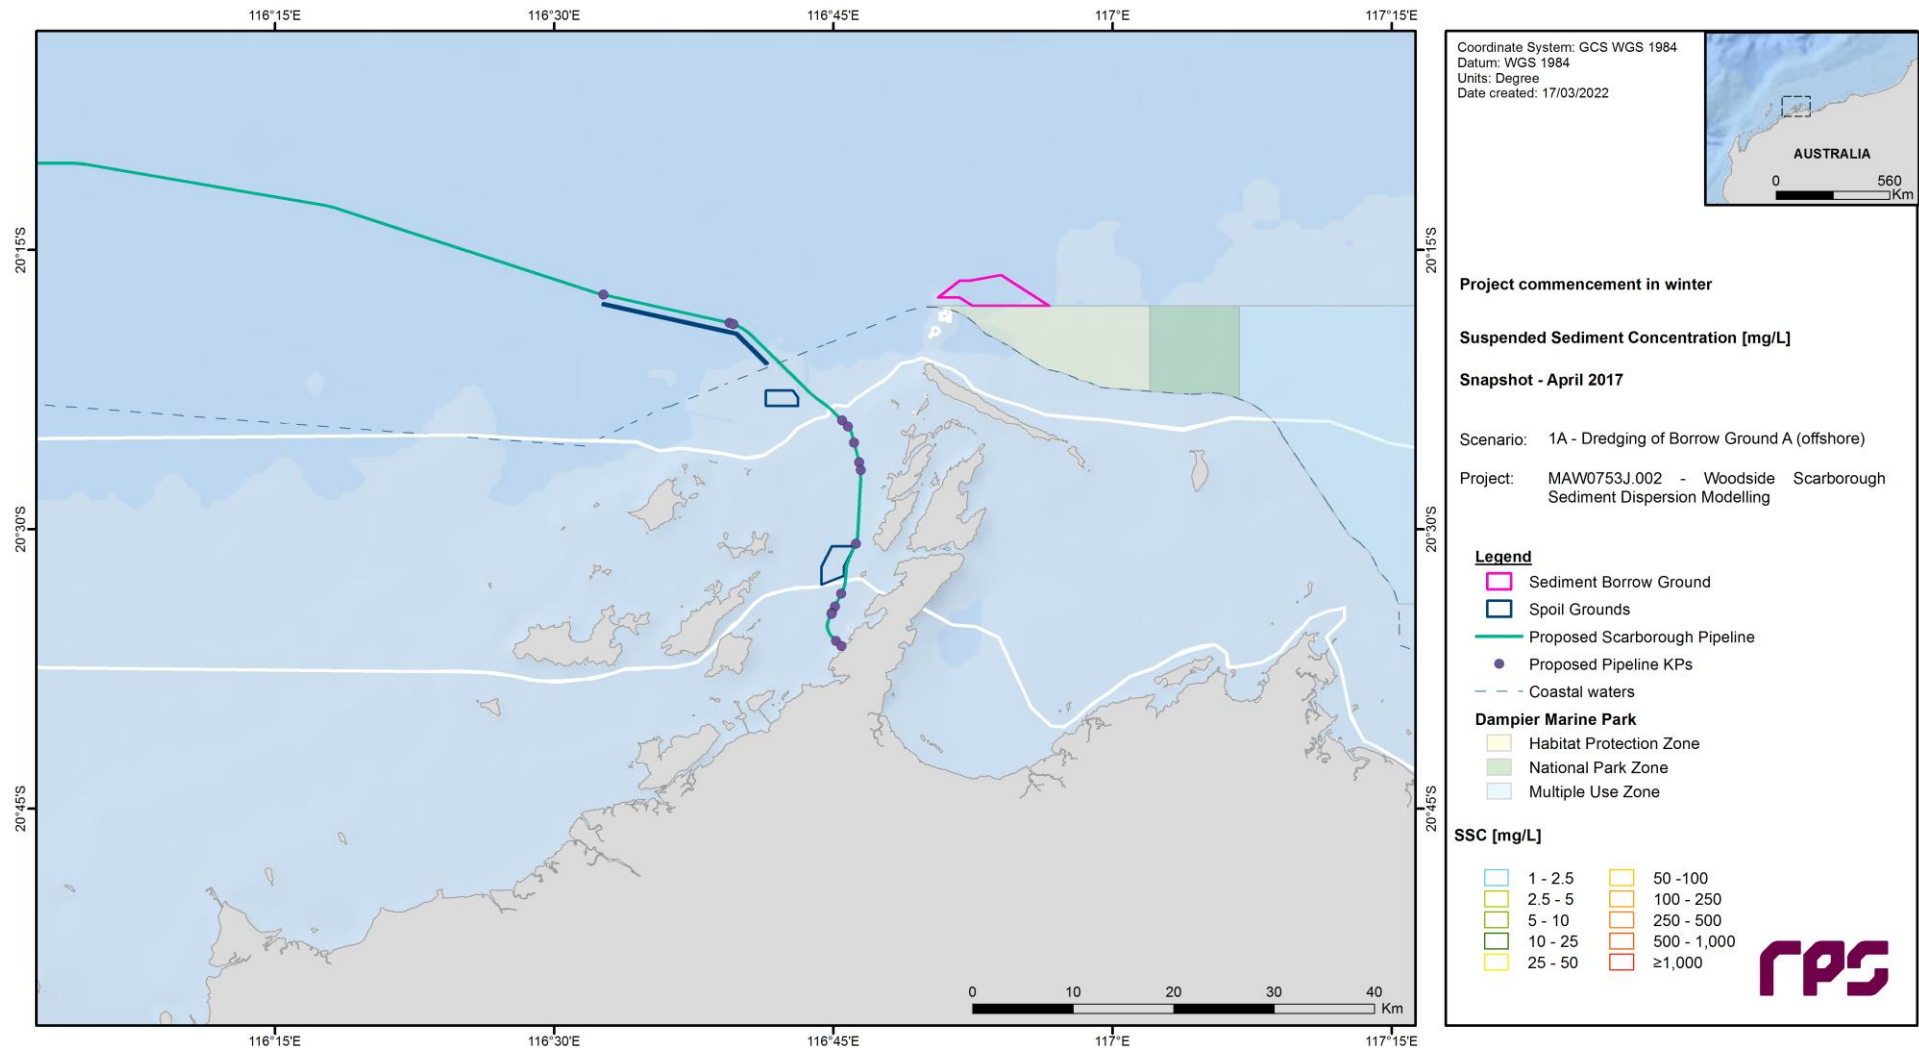 116°15'E
116°30'E
116°45'E
117°E
117°15'E
20°15'S
20°30'S
20°45'S
20°15'S
20°30'S
20°45'S
0 10 20 30 40
Km
116°15'E
116°30'E
116°45'E
117°E
117°15'E
Coordinate System: GCS WGS 1984
Datum: WGS 1984
Units: Degree
Date created: 17/03/2022
AUSTRALIA
0 560
Km
Project commencement in winter
Suspended Sediment Concentration [mg/L]
Snapshot - April 2017
Scenario: 1A - Dredging of Borrow Ground A (offshore)
Project: MAW0753J.002 - Woodside Scarborough
Sediment Dispersion Modelling
Legend
Sediment Borrow Ground
Spoil Grounds
Proposed Scarborough Pipeline
Proposed Pipeline KPs
Coastal waters
Dampier Marine Park
Habitat Protection Zone
National Park Zone
Multiple Use Zone
SSC [mg/L]
1 - 2.5 50 -100
2.5 - 5 100 - 250
5 - 10 250 - 500
10 - 25 500 - 1,000
25 - 50 ≥1,000
rps